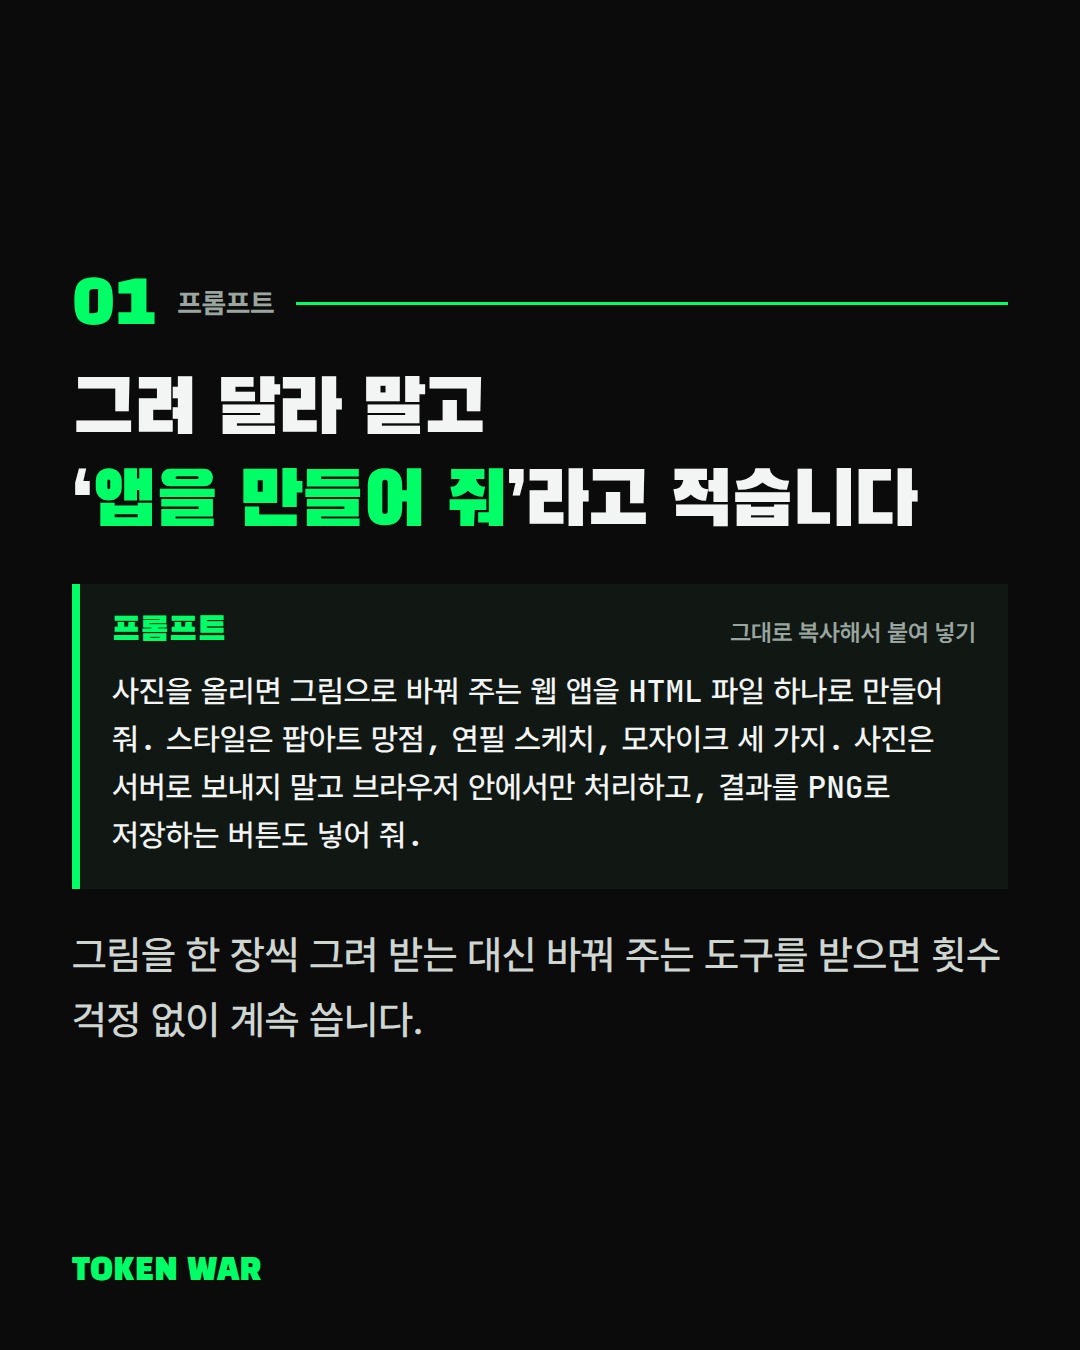 01 프롬프트
그려 달라 말고
‘앱을 만들어 줘’라고 적습니다
프롬프트
그대로 복사해서 붙여 넣기
사진을 올리면 그림으로 바꿔 주는 웹 앱을 HTML 파일 하나로 만들어
줘. 스타일은 팝아트 망점, 연필 스케치, 모자이크 세 가지. 사진은
서버로 보내지 말고 브라우저 안에서만 처리하고, 결과를 PNG로
저장하는 버튼도 넣어 줘.
그림을 한 장씩 그려 받는 대신 바꿔 주는 도구를 받으면 횟수
걱정 없이 계속 씁니다.
TOKEN WAR